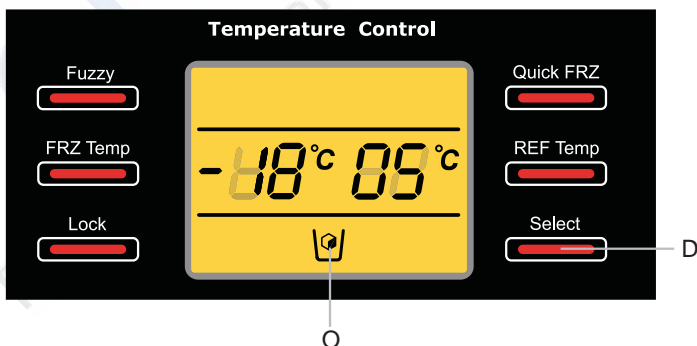 Temperature Control
Fuzzy
Quick FRZ
FRZ Temp
-18°C 05°C
REF Temp
Lock
Select
D
O